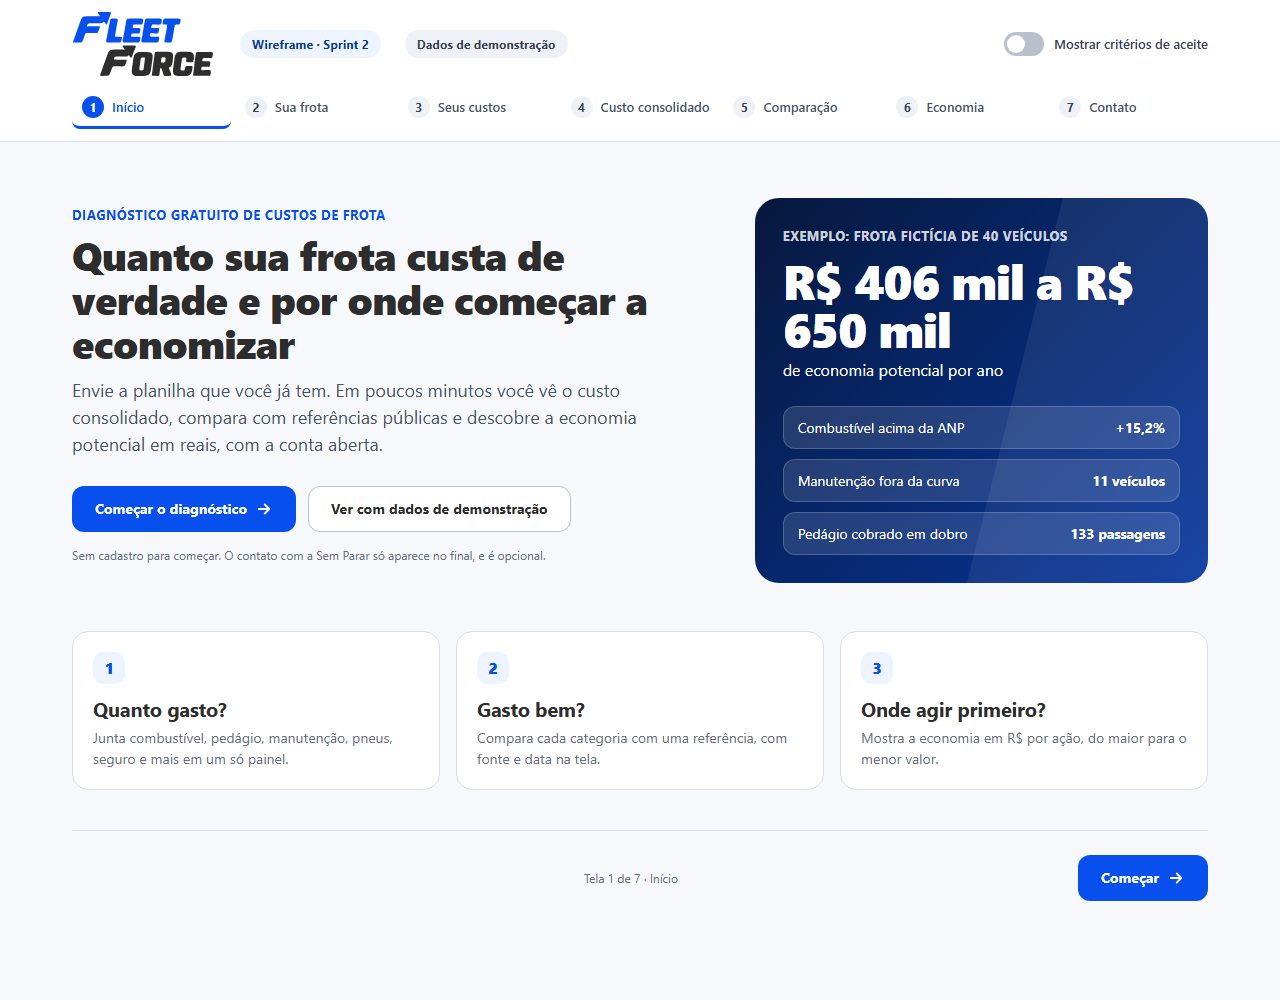 FLEET
FORCE
Wireframe · Sprint 2
Dados de demonstração
Mostrar critérios de aceite
1 Início
2 Sua frota
3 Seus custos
4 Custo consolidado
5 Comparação
6 Economia
7 Contato
DIAGNÓSTICO GRATUITO DE CUSTOS DE FROTA
Quanto sua frota custa de
verdade e por onde começar a
economizar
Envie a planilha que você já tem. Em poucos minutos você vê o custo
consolidado, compara com referências públicas e descobre a economia
potencial em reais, com a conta aberta.
Começar o diagnóstico →
Ver com dados de demonstração
Sem cadastro para começar. O contato com a Sem Parar só aparece no final, e é opcional.
EXEMPLO: FROTA FICTÍCIA DE 40 VEÍCULOS
R$ 406 mil a R$
650 mil
de economia potencial por ano
Combustível acima da ANP +15,2%
Manutenção fora da curva 11 veículos
Pedágio cobrado em dobro 133 passagens
1
Quanto gasto?
Junta combustível, pedágio, manutenção, pneus,
seguro e mais em um só painel.
2
Gasto bem?
Compara cada categoria com uma referência, com
fonte e data na tela.
3
Onde agir primeiro?
Mostra a economia em R$ por ação, do maior para o
menor valor.
Tela 1 de 7 · Início
Começar →